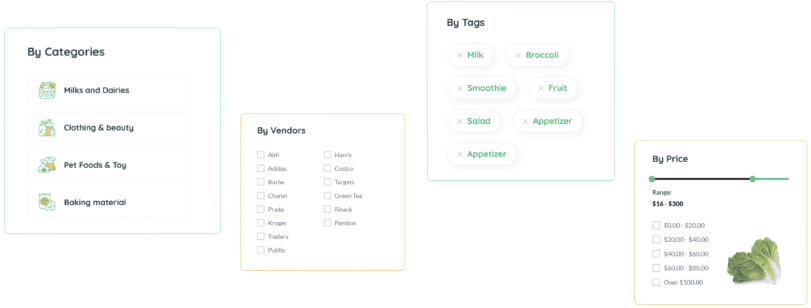 By Categories
Milks and Dairies
Clothing & beauty
Pet Foods & Toy
Baking material
By Vendors
Aldi
Harris
Adidas
Costco
Burbe
Targets
Chanel
Green Tea
Prada
iSnack
Kroger
Pambox
Traders
Publix
By Tags
× Milk
× Broccoli
× Smoothie
× Fruit
× Salad
× Appetizer
× Appetizer
By Price
Range:
$16 - $300
$0.00 - $20.00
$20.00 - $40.00
$40.00 - $60.00
$60.00 - $80.00
Over $100.00